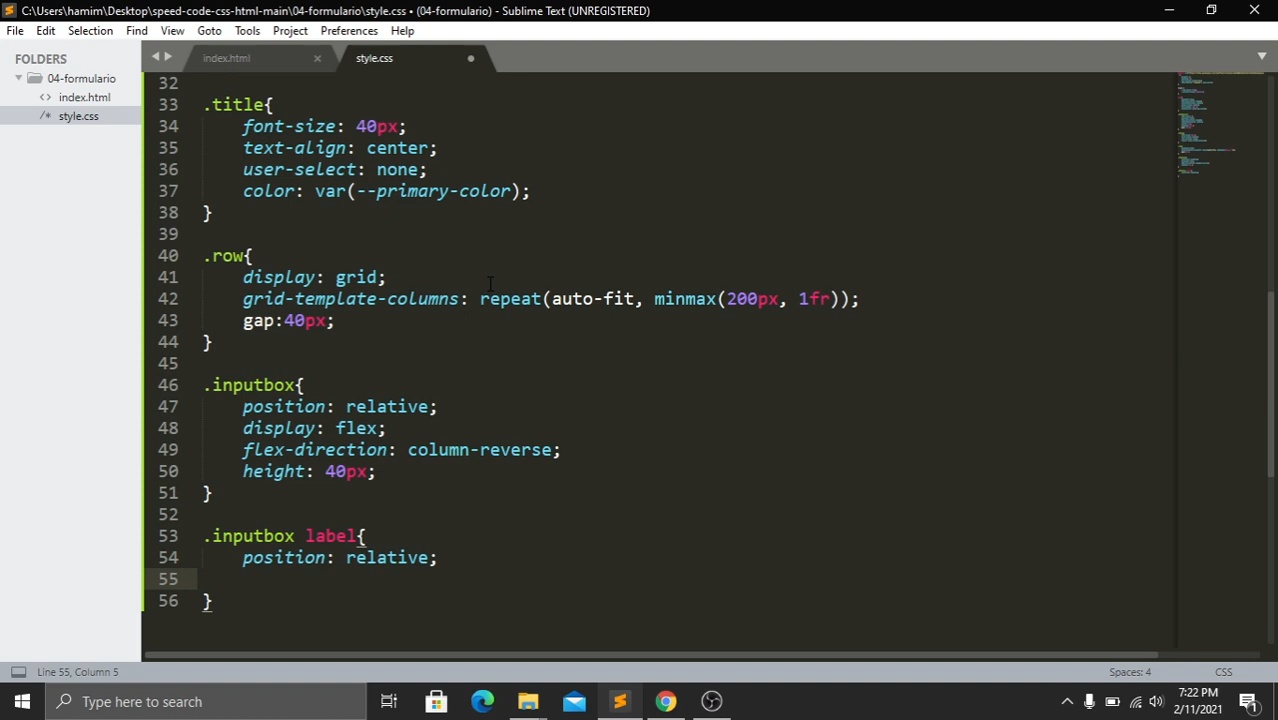 C:\Users\hamim\Desktop\speed-code-css-html-main\04-formulario\style.css • (04-formulario) - Sublime Text (UNREGISTERED)
File Edit Selection Find View Goto Tools Project Preferences Help
FOLDERS
04-formulario
<> index.html
/* style.css
index.html
style.css
32
33 .title{
34 font-size: 40px;
35 text-align: center;
36 user-select: none;
37 color: var(--primary-color);
38 }
39
40 .row{
41 display: grid;
42 grid-template-columns: repeat(auto-fit, minmax(200px, 1fr));
43 gap:40px;
44 }
45
46 .inputbox{
47 position: relative;
48 display: flex;
49 flex-direction: column-reverse;
50 height: 40px;
51 }
52
53 .inputbox label{
54 position: relative;
55
56 }
Line 55, Column 5
Spaces: 4
CSS
Type here to search
7:22 PM
2/11/2021
1